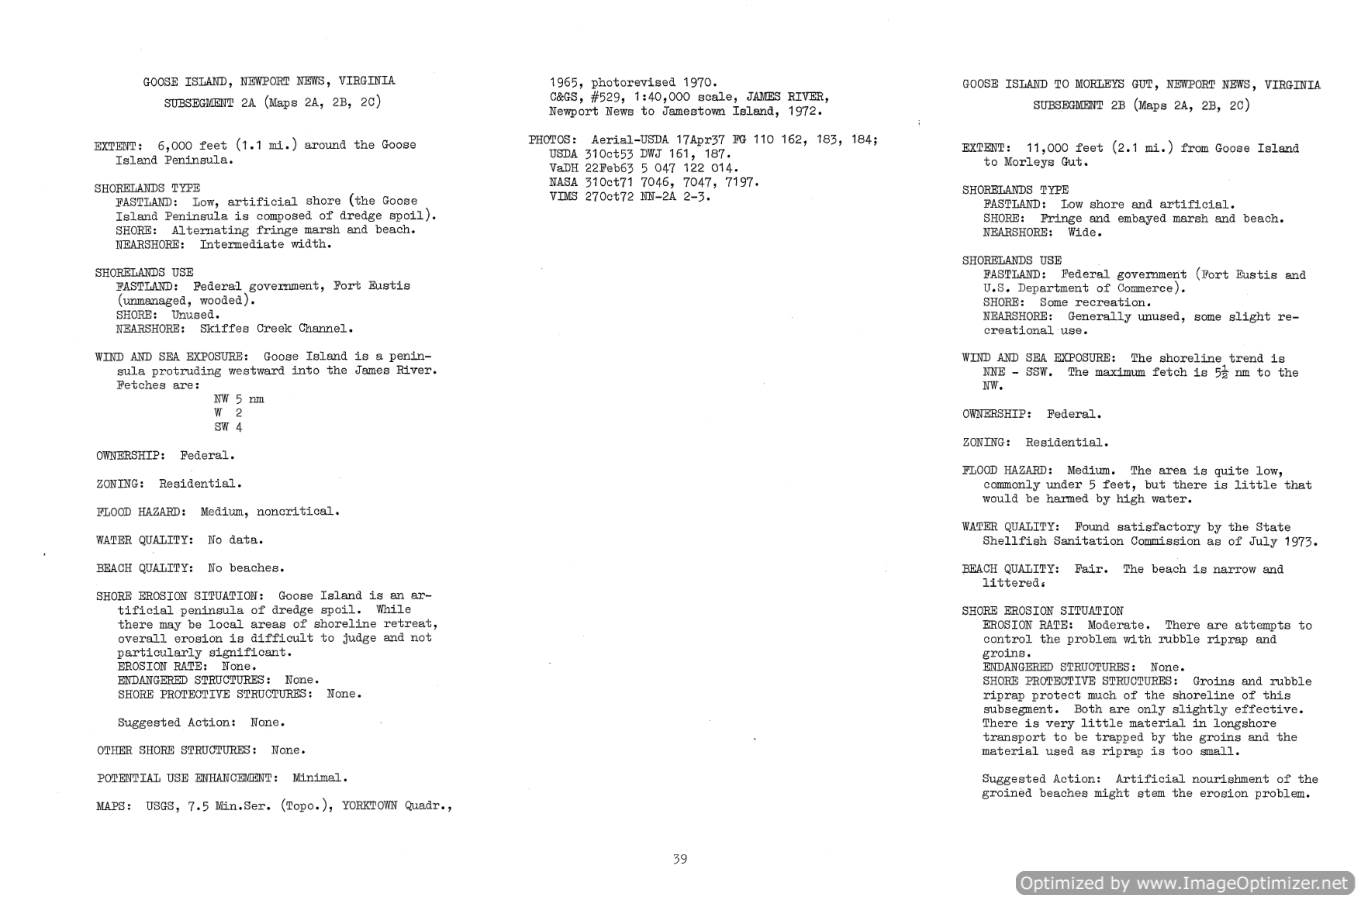 GOOSE ISLAND, NEWPORT NEWS, VIRGINIA
SUBSEGMENT 2A (Maps 2A, 2B, 2C)
EXTENT: 6,000 feet (1.1 mi.) around the Goose
Island Peninsula.
SHORELANDS TYPE
FASTLAND: Low, artificial shore (the Goose
Island Peninsula is composed of dredge spoil).
SHORE: Alternating fringe marsh and beach.
NEARSHORE: Intermediate width.
SHORELANDS USE
FASTLAND: Federal government, Fort Eustis
(unmanaged, wooded).
SHORE: Unused.
NEARSHORE: Skiffes Creek Channel.
WIND AND SEA EXPOSURE: Goose Island is a penin-
sula protruding westward into the James River.
Fetches are:
NW 5 nm
W 2
SW 4
OWNERSHIP: Federal.
ZONING: Residential.
FLOOD HAZARD: Medium, noncritical.
WATER QUALITY: No data.
BEACH QUALITY: No beaches.
SHORE EROSION SITUATION: Goose Island is an ar-
tificial peninsula of dredge spoil. While
there may be local areas of shoreline retreat,
overall erosion is difficult to judge and not
particularly significant.
EROSION RATE: None.
ENDANGERED STRUCTURES: None.
SHORE PROTECTIVE STRUCTURES: None.
Suggested Action: None.
OTHER SHORE STRUCTURES: None.
POTENTIAL USE ENHANCEMENT: Minimal.
MAPS: USGS, 7.5 Min.Ser. (Topo.), YORKTOWN Quadr.,
1965, photorevised 1970.
C&GS, #529, 1:40,000 scale, JAMES RIVER,
Newport News to Jamestown Island, 1972.
PHOTOS: Aerial-USDA 17Apr37 FG 110 162, 183, 184;
USDA 31Oct53 DWJ 161, 187.
VaDH 22Feb63 5 047 122 014.
NASA 31Oct71 7046, 7047, 7197.
VIMS 27Oct72 NN-2A 2-3.
GOOSE ISLAND TO MORLEYS GUT, NEWPORT NEWS, VIRGINIA
SUBSEGMENT 2B (Maps 2A, 2B, 2C)
EXTENT: 11,000 feet (2.1 mi.) from Goose Island
to Morleys Gut.
SHORELANDS TYPE
FASTLAND: Low shore and artificial.
SHORE: Fringe and embayed marsh and beach.
NEARSHORE: Wide.
SHORELANDS USE
FASTLAND: Federal government (Fort Eustis and
U.S. Department of Commerce).
SHORE: Some recreation.
NEARSHORE: Generally unused, some slight re-
creational use.
WIND AND SEA EXPOSURE: The shoreline trend is
NNE - SSW. The maximum fetch is 5½ nm to the
NW.
OWNERSHIP: Federal.
ZONING: Residential.
FLOOD HAZARD: Medium. The area is quite low,
commonly under 5 feet, but there is little that
would be harmed by high water.
WATER QUALITY: Found satisfactory by the State
Shellfish Sanitation Commission as of July 1973.
BEACH QUALITY: Fair. The beach is narrow and
littered.
SHORE EROSION SITUATION
EROSION RATE: Moderate. There are attempts to
control the problem with rubble riprap and
groins.
ENDANGERED STRUCTURES: None.
SHORE PROTECTIVE STRUCTURES: Groins and rubble
riprap protect much of the shoreline of this
subsegment. Both are only slightly effective.
There is very little material in longshore
transport to be trapped by the groins and the
material used as riprap is too small.
Suggested Action: Artificial nourishment of the
groined beaches might stem the erosion problem.
39
Optimized by www.ImageOptimizer.net